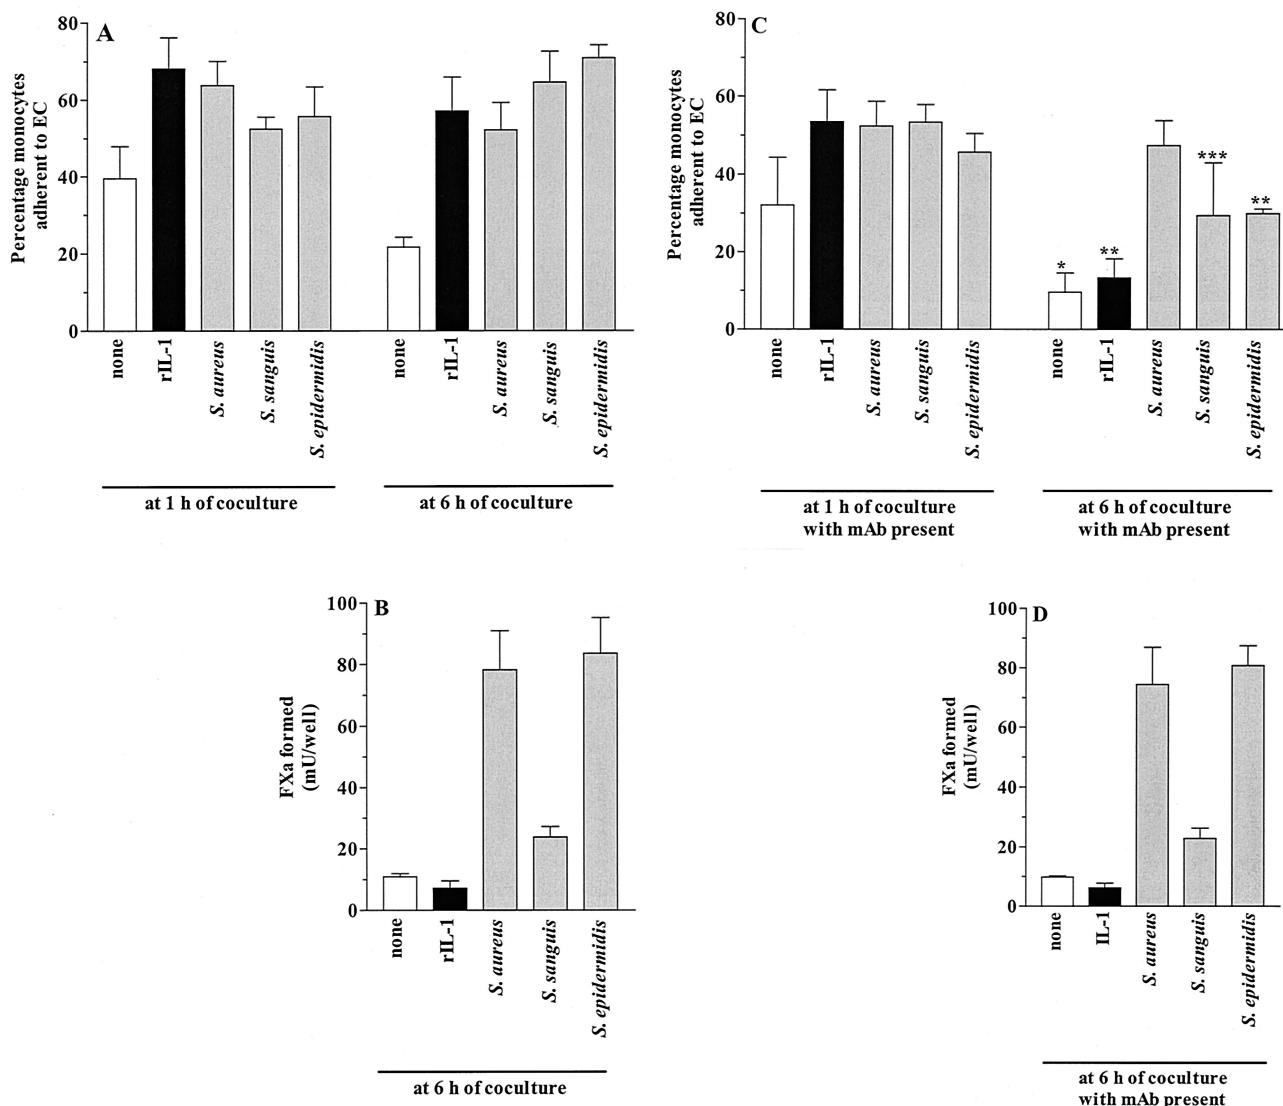 A
80
60
40
20
0
Percentage monocytes
adherent to EC
none
rIL-1
S. aureus
S. sanguis
S. epidermidis
none
rIL-1
S. aureus
S. sanguis
S. epidermidis
at 1 h of coculture
at 6 h of coculture
C
80
60
40
20
0
Percentage monocytes
adherent to EC
*
**
***
**
none
rIL-1
S. aureus
S. sanguis
S. epidermidis
none
rIL-1
S. aureus
S. sanguis
S. epidermidis
at 1 h of coculture
with mAb present
at 6 h of coculture
with mAb present
B
100
80
60
40
20
0
FXa formed
(mU/well)
none
rIL-1
S. aureus
S. sanguis
S. epidermidis
at 6 h of coculture
D
100
80
60
40
20
0
FXa formed
(mU/well)
none
IL-1
S. aureus
S. sanguis
S. epidermidis
at 6 h of coculture
with mAb present